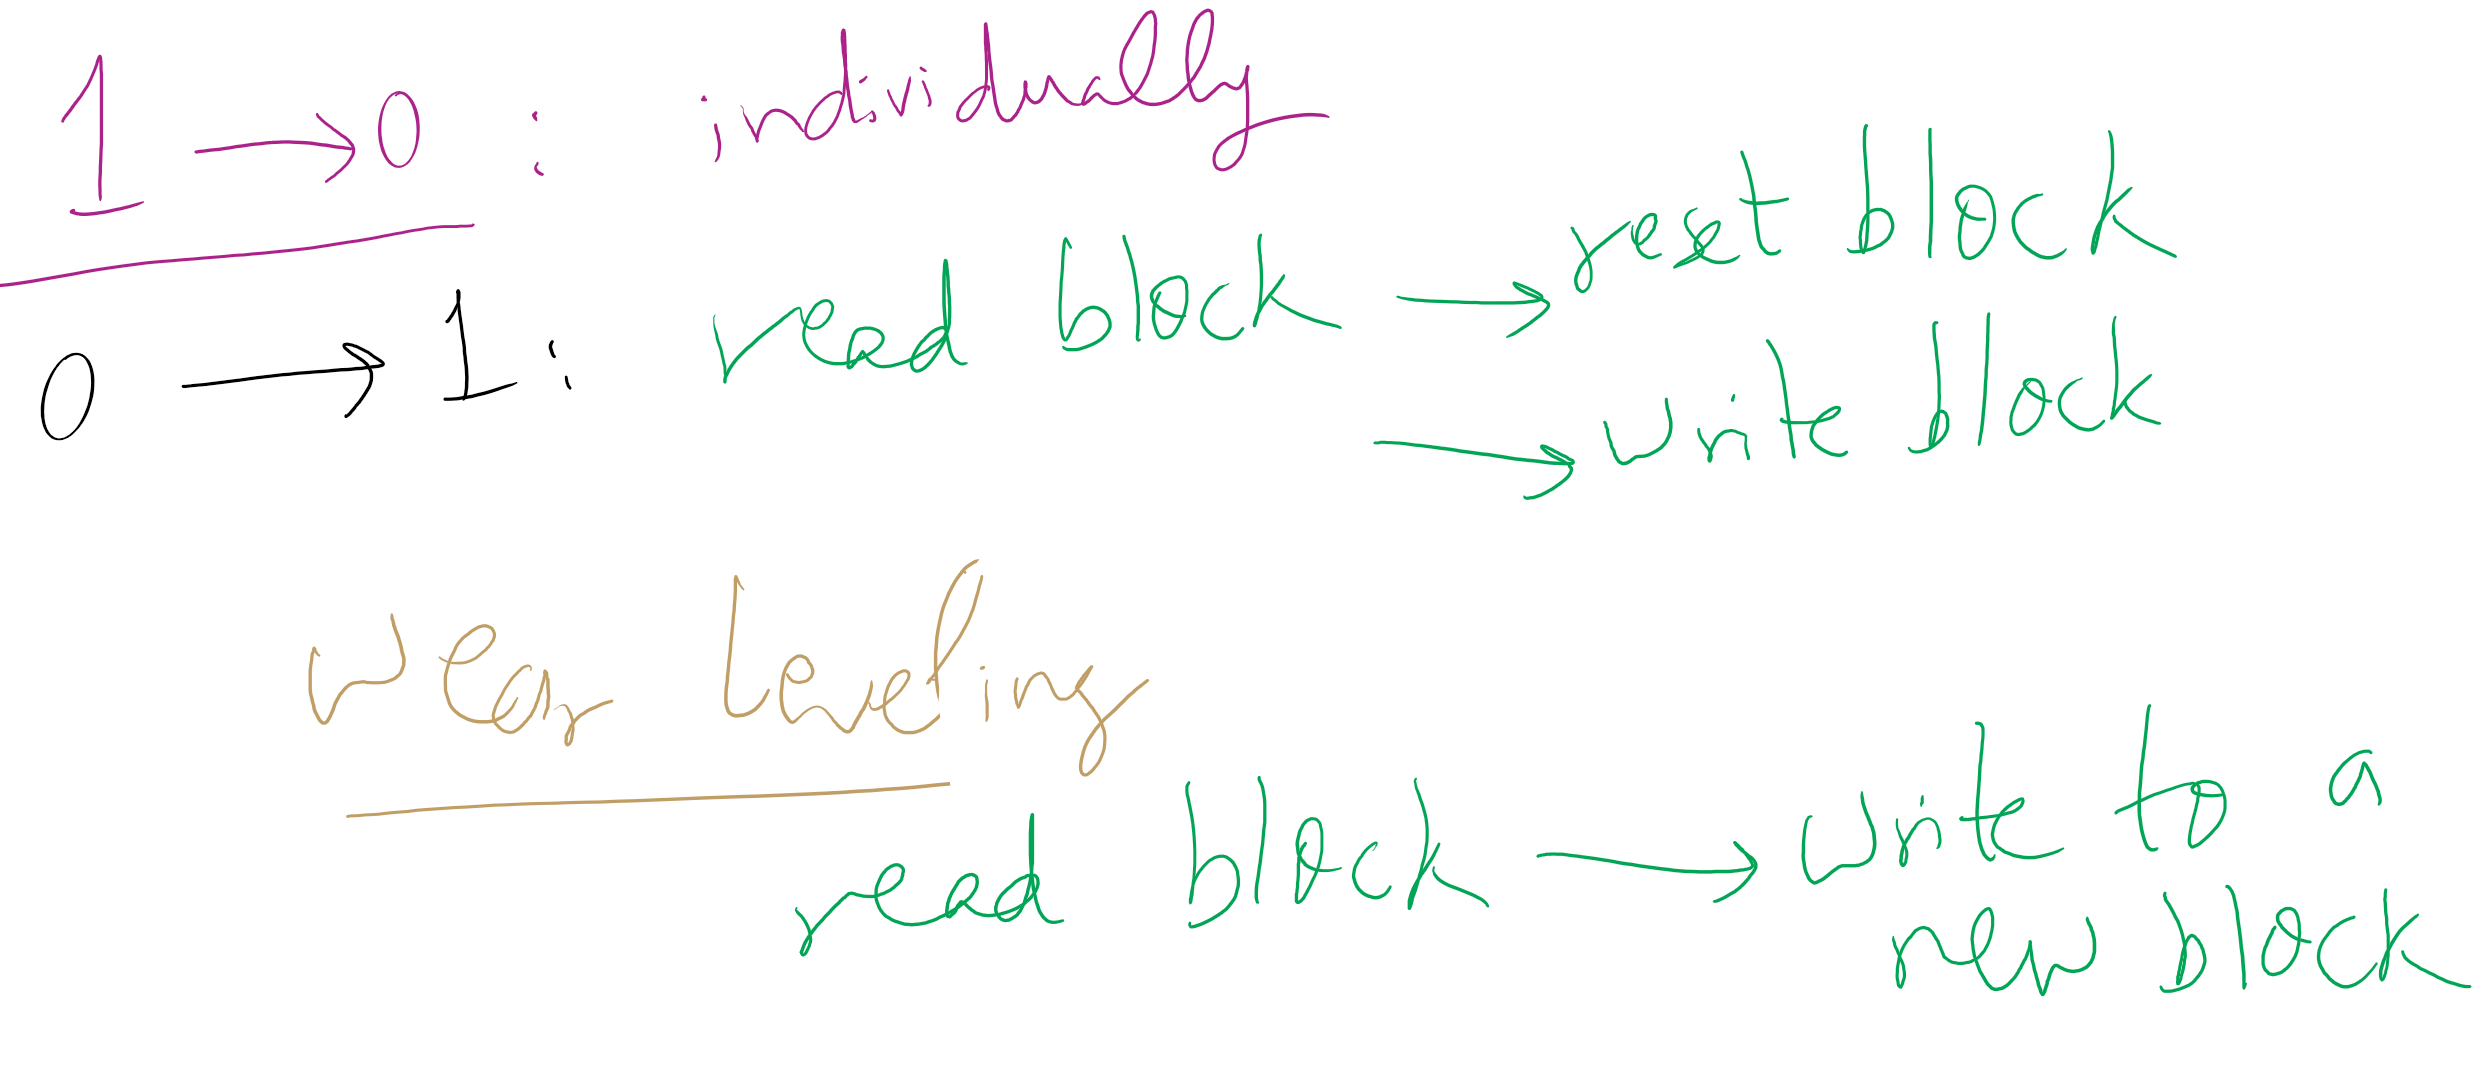 1 → 0 : individually
0 → 1 : read block → reset block
→ write block
Wear Leveling
read block → write to a
new block